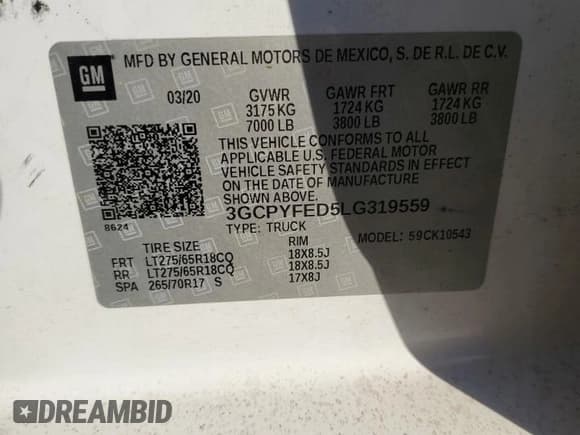 GM
MFD BY GENERAL MOTORS DE MEXICO, S. DE R.L. DE C.V.
03/20 GVWR GAWR FRT GAWR RR
3175 KG 1724 KG 1724 KG
7000 LB 3800 LB 3800 LB
THIS VEHICLE CONFORMS TO ALL
APPLICABLE U.S. FEDERAL MOTOR
VEHICLE SAFETY STANDARDS IN EFFECT
ON THE DATE OF MANUFACTURE
SHOWN ABOVE.
3GCPYFED5LG319559
8624 TYPE: TRUCK MODEL: 59CK10543
TIRE SIZE RIM
FRT LT275/65R18CQ 18X8.5J
RR LT275/65R18CQ 18X8.5J
SPA 265/70R17 S 17X8J
DREAMBID